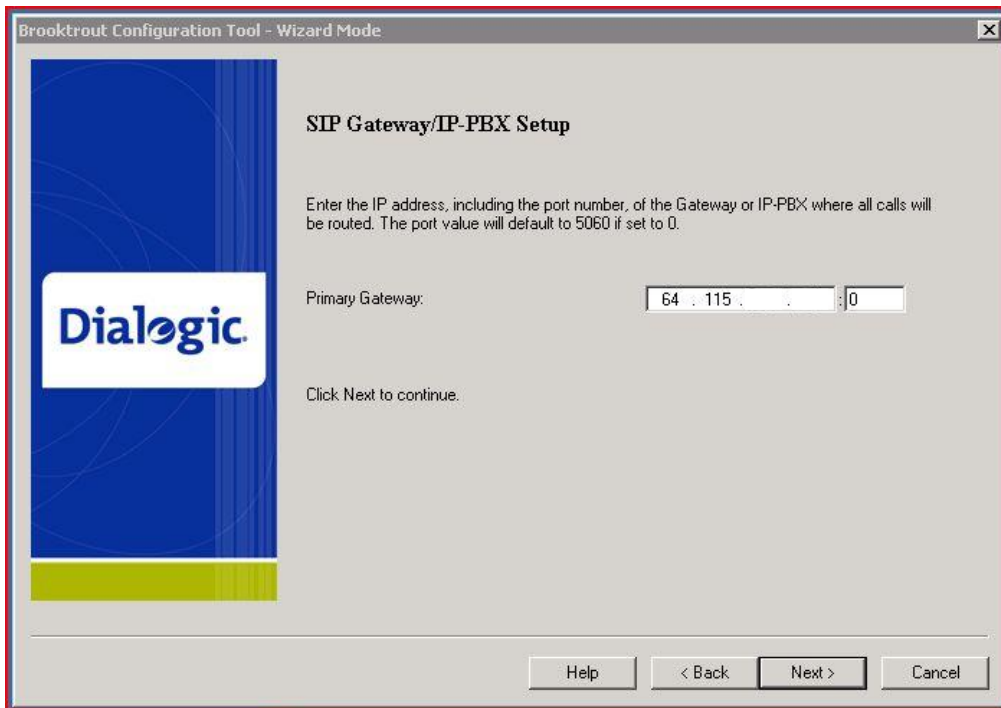 Brooktrout Configuration Tool - Wizard Mode
SIP Gateway/IP-PBX Setup
Enter the IP address, including the port number, of the Gateway or IP-PBX where all calls will
be routed. The port value will default to 5060 if set to 0.
Primary Gateway: 64 . 115 . . : 0
Dialogic.
Click Next to continue.
Help < Back Next > Cancel